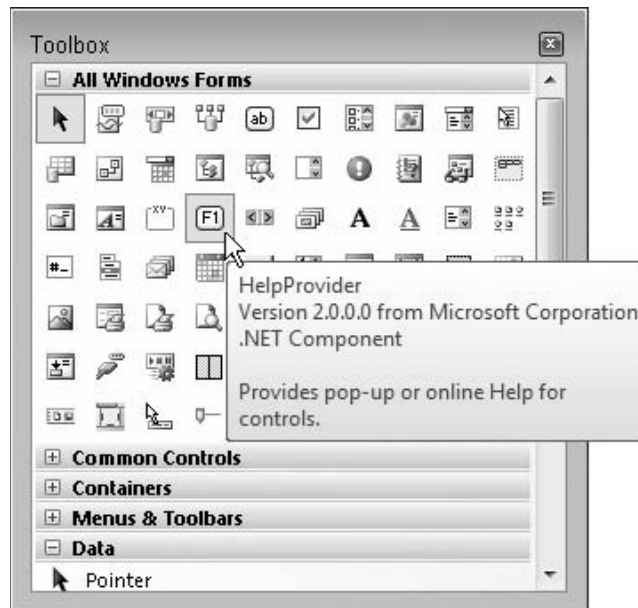 Toolbox
All Windows Forms
ab
XY
F1
A
A
A
#_
HelpProvider
Version 2.0.0.0 from Microsoft Corporation
.NET Component
Provides pop-up or online Help for
controls.
Common Controls
Containers
Menus & Toolbars
Data
Pointer